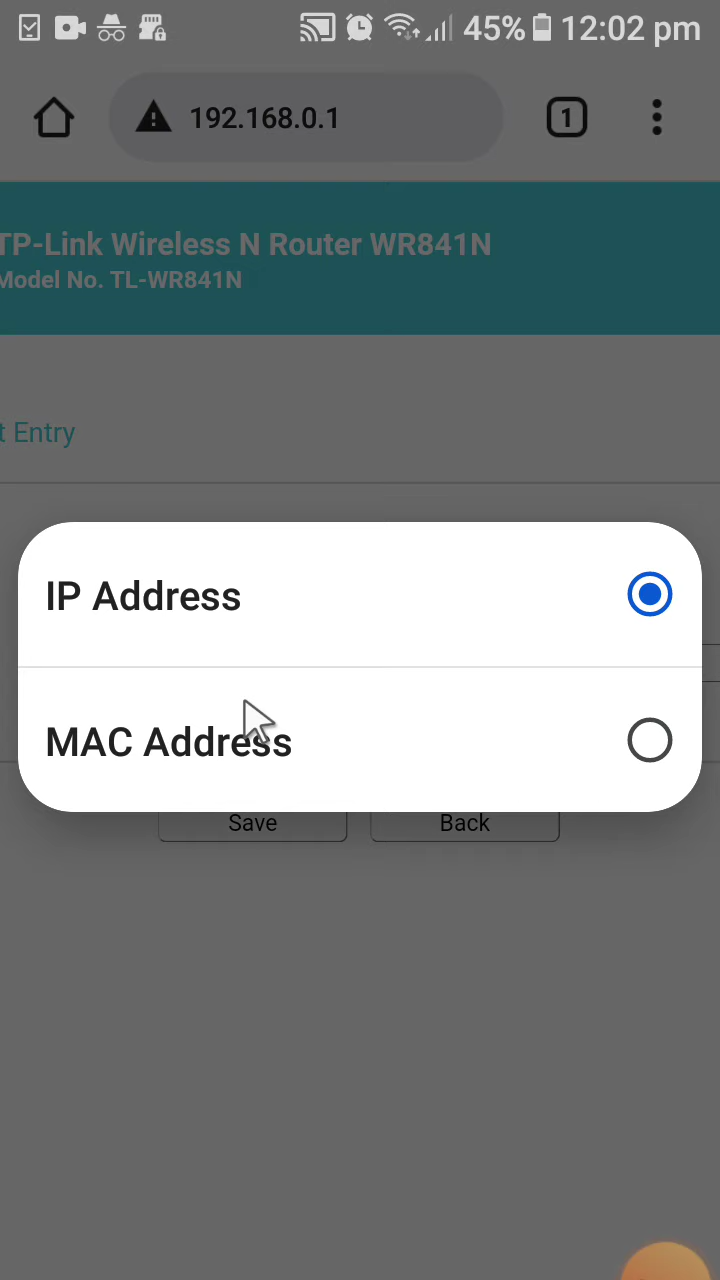 45% 12:02 pm
192.168.0.1
1
TP-Link Wireless N Router WR841N
Model No. TL-WR841N
t Entry
IP Address
MAC Address
Save
Back